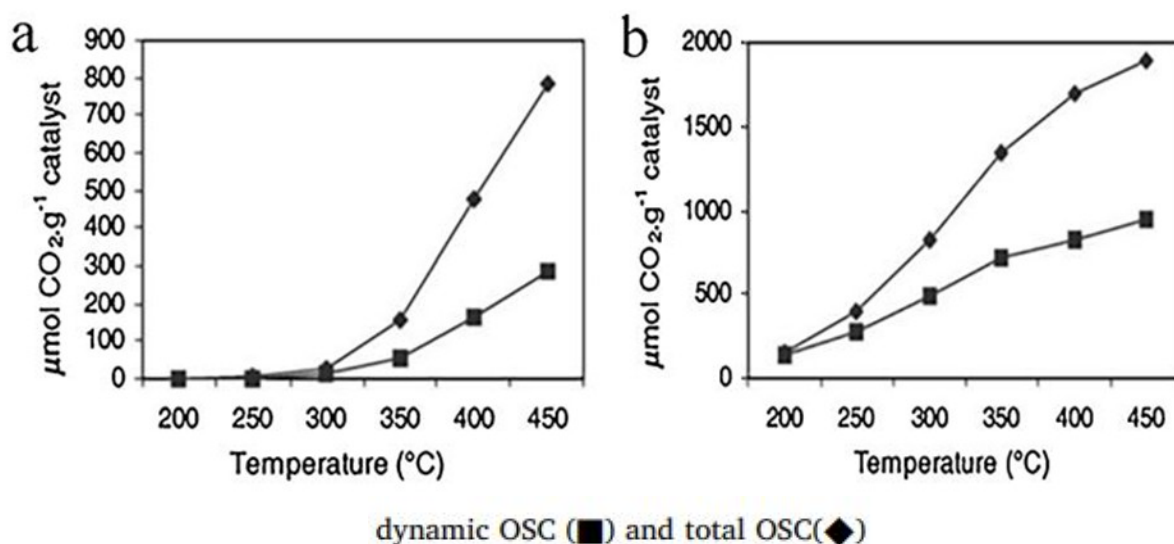 a
900
800
700
600
500
400
300
200
100
0
μmol CO₂.g⁻¹ catalyst
200 250 300 350 400 450
Temperature (°C)
b
2000
1500
1000
500
0
μmol CO₂.g⁻¹ catalyst
200 250 300 350 400 450
Temperature (°C)
dynamic OSC (■) and total OSC(◆)